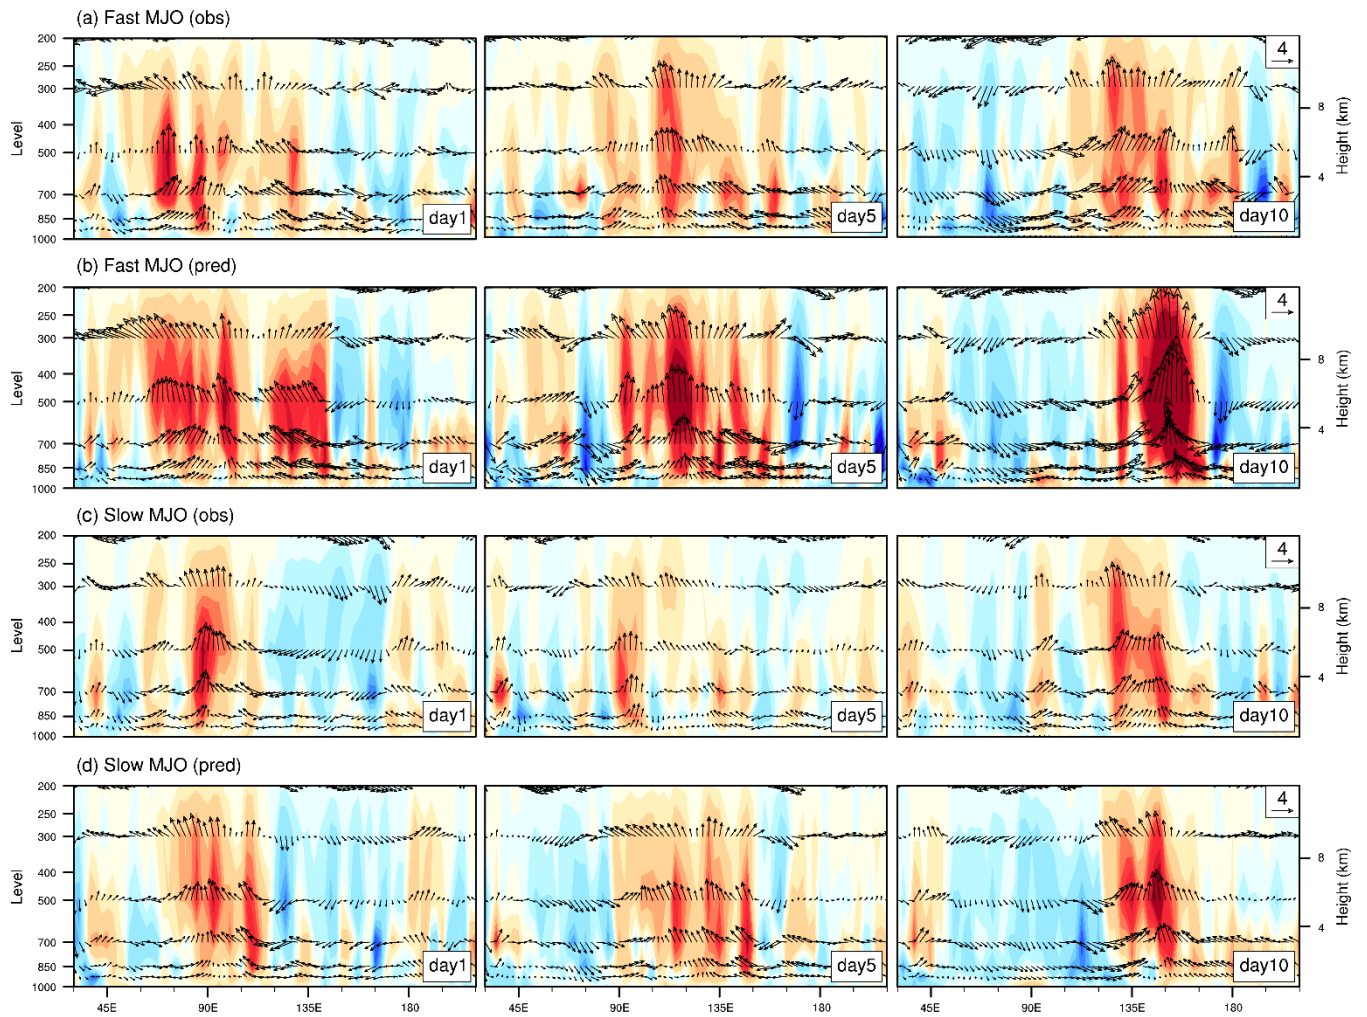 (a) Fast MJO (obs)
200
250
300
400
500
700
850
1000
Level
day1
day5
day10
4
8
4
Height (km)
(b) Fast MJO (pred)
200
250
300
400
500
700
850
1000
Level
day1
day5
day10
4
8
4
Height (km)
(c) Slow MJO (obs)
200
250
300
400
500
700
850
1000
Level
day1
day5
day10
4
8
4
Height (km)
(d) Slow MJO (pred)
200
250
300
400
500
700
850
1000
Level
day1
day5
day10
4
8
4
Height (km)
45E 90E 135E 180 45E 90E 135E 180 45E 90E 135E 180